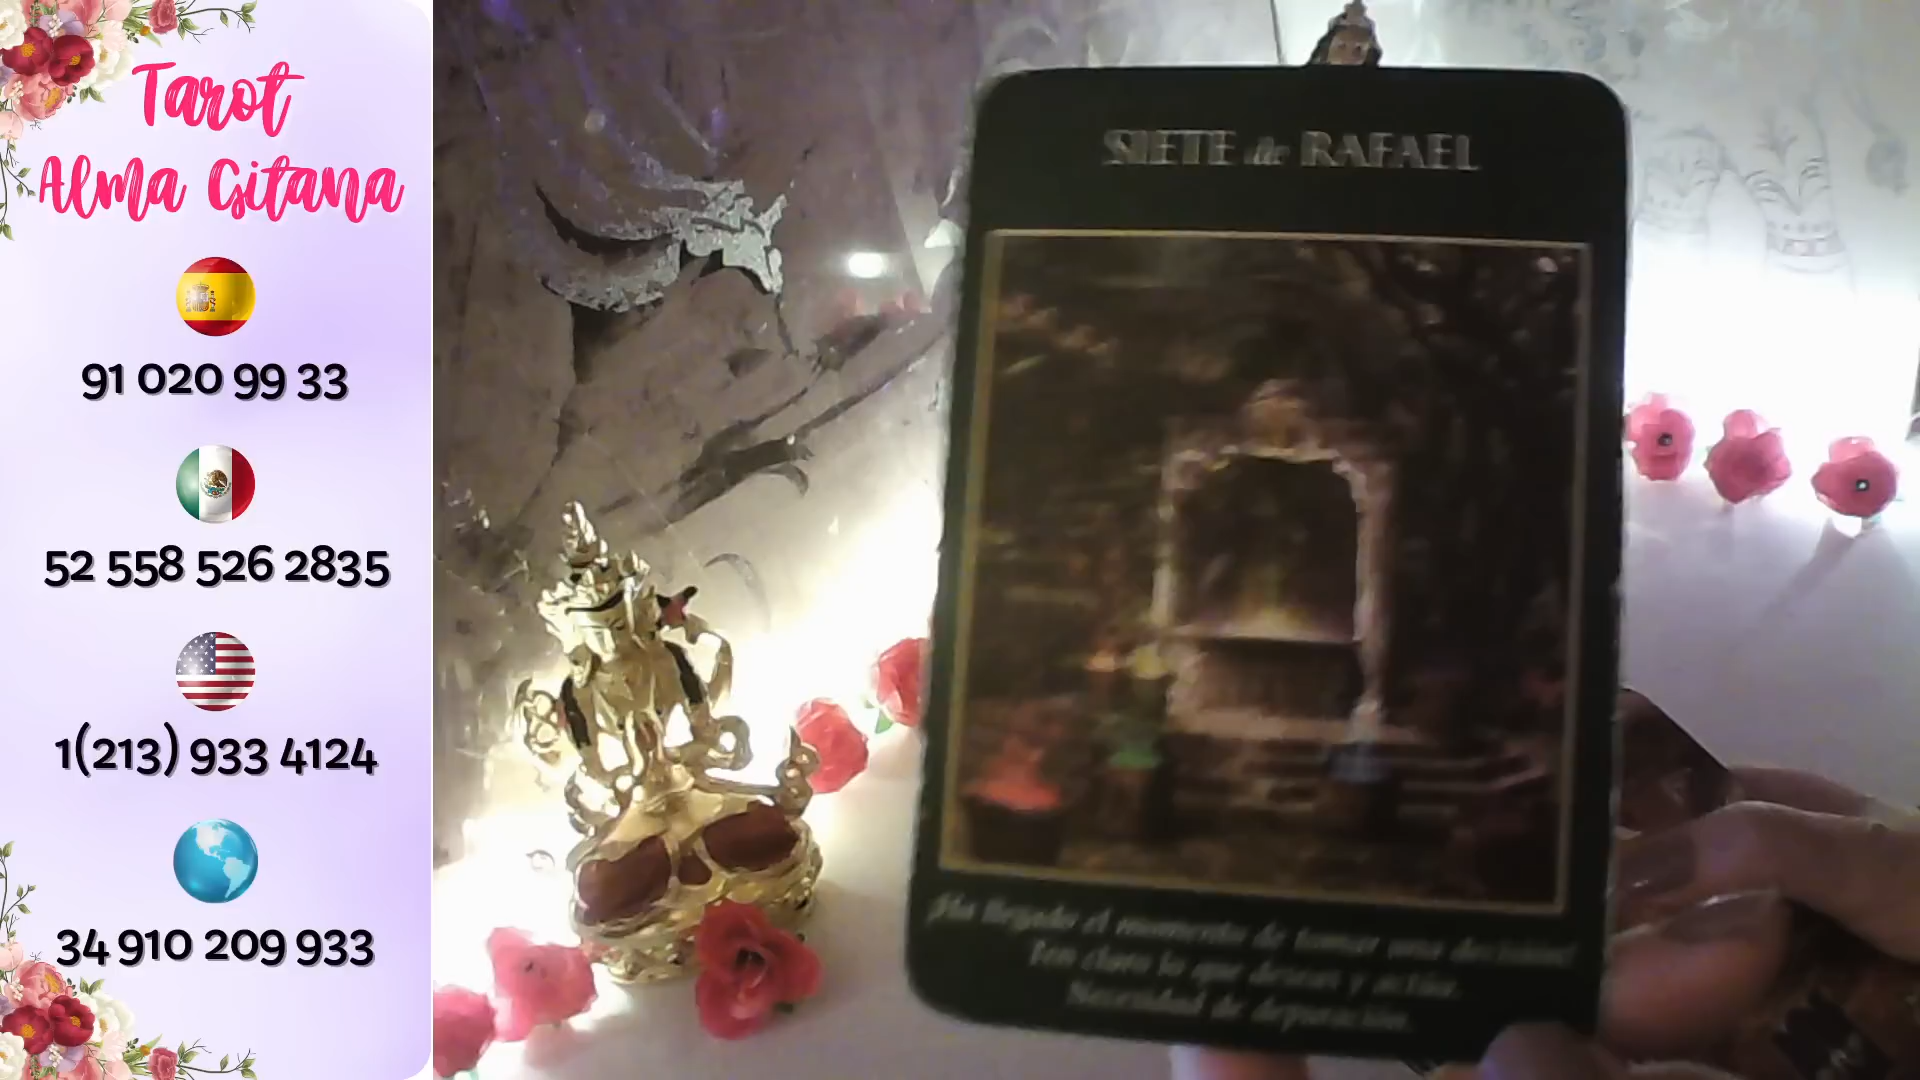 Tarot
Alma Gitana
91 020 99 33
52 558 526 2835
1(213) 933 4124
34 910 209 933
SIETE de RAFAEL
¡Ha llegado el momento de tomar una decisión!
Ten claro lo que deseas y actúa.
Necesidad de depuración.